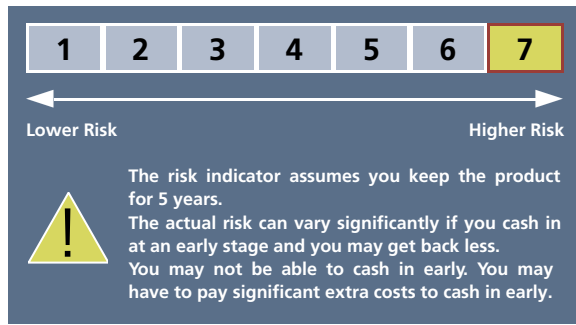 1 2 3 4 5 6 7
Lower Risk Higher Risk
The risk indicator assumes you keep the product
for 5 years.
The actual risk can vary significantly if you cash in
at an early stage and you may get back less.
You may not be able to cash in early. You may
have to pay significant extra costs to cash in early.
!